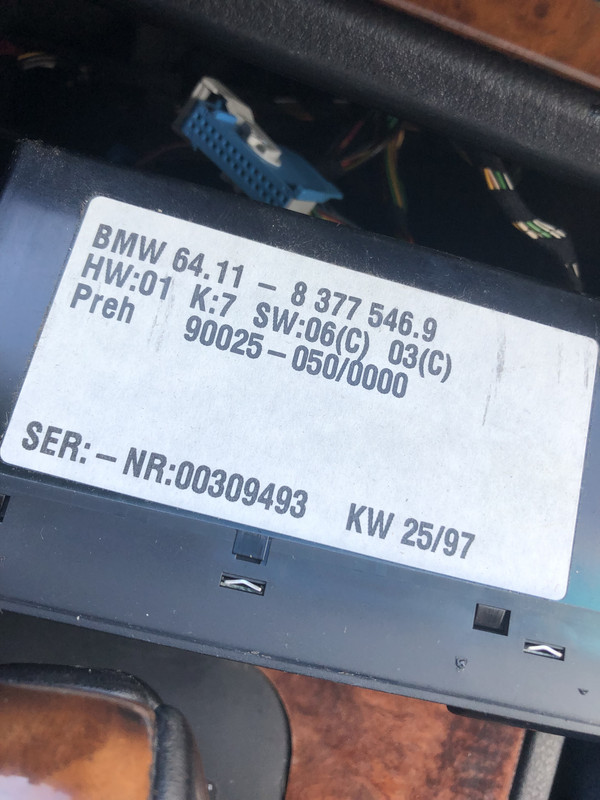 BMW 64.11 – 8 377 546.9
HW:01 K:7 SW:06(C) 03(C)
Preh 90025–050/0000
SER:–NR:00309493 KW 25/97